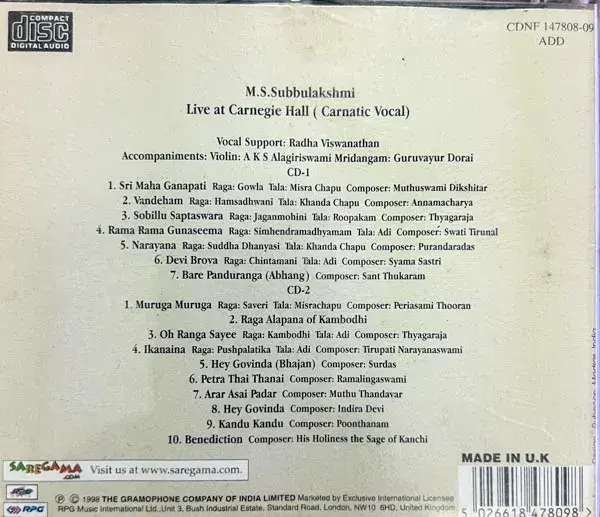 COMPACT
disc
DIGITAL AUDIO
CDNF 147808-09
ADD
M.S.Subbulakshmi
Live at Carnegie Hall ( Carnatic Vocal)
Vocal Support: Radha Viswanathan
Accompaniments: Violin: A K S Alagiriswami Mridangam: Guruvayur Dorai
CD-1
1. Sri Maha Ganapati Raga: Gowla Tala: Misra Chapu Composer: Muthuswami Dikshitar
2. Vandeham Raga: Hamsadhwani Tala: Khanda Chapu Composer: Annamacharya
3. Sobillu Saptaswara Raga: Jaganmohini Tala: Roopakam Composer: Thyagaraja
4. Rama Rama Gunaseema Raga: Simhendramadhyamam Tala: Adi Composer: Swati Tirunal
5. Narayana Raga: Suddha Dhanyasi Tala: Khanda Chapu Composer: Purandaradas
6. Devi Brova Raga: Chintamani Tala: Adi Composer: Syama Sastri
7. Bare Panduranga (Abhang) Composer: Sant Thukaram
CD-2
1. Muruga Muruga Raga: Saveri Tala: Misrachapu Composer: Periasami Thooran
2. Raga Alapana of Kambodhi
3. Oh Ranga Sayee Raga: Kambodhi Tala: Adi Composer: Thyagaraja
4. Ikanaina Raga: Pushpalatika Tala: Adi Composer: Tirupati Narayanaswami
5. Hey Govinda (Bhajan) Composer: Surdas
6. Petra Thai Thanai Composer: Ramalingaswami
7. Arar Asai Padar Composer: Muthu Thandavar
8. Hey Govinda Composer: Indira Devi
9. Kandu Kandu Composer: Poonthanam
10. Benediction Composer: His Holiness the Sage of Kanchi
SAREGAMA
.COM
Visit us at www.saregama.com
MADE IN U.K
RPG
℗ © 1998 THE GRAMOPHONE COMPANY OF INDIA LIMITED Marketed by Exclusive International Licensee
RPG Music International Ltd.,Unit 3, Bush Industrial Estate, Standard Road, London, NW10 6HD, United Kingdom
5 026618 478098